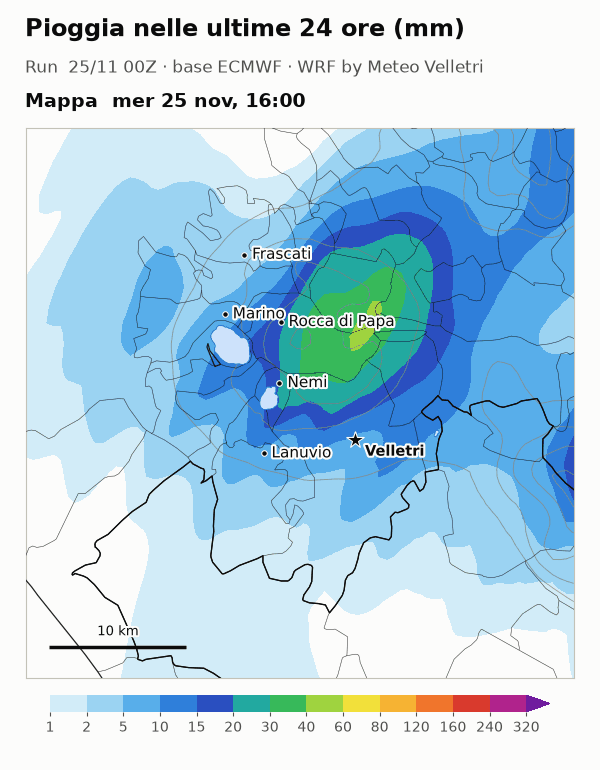 Pioggia nelle ultime 24 ore (mm)
Run  25/11 00Z · base ECMWF · WRF by Meteo Velletri
Mappa  mer 25 nov, 16:00
Frascati
Marino
Rocca di Papa
Nemi
Velletri
Lanuvio
10 km
1 2 5 10 15 20 30 40 60 80 120 160 240 320